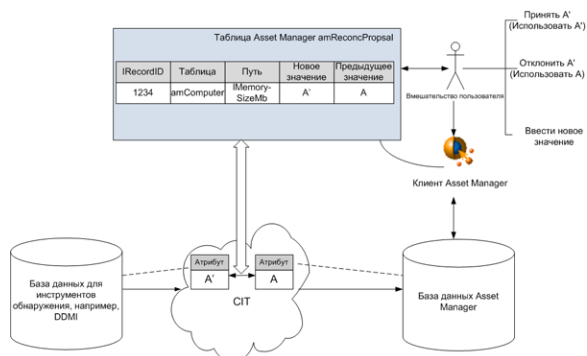 Таблица Asset Manager amReconcPropsal
IRecordID Таблица Путь Новое значение Предыдущее значение
1234 amComputer IMemory-SizeMb A' A
Принять A'
(Использовать A')
Отклонить A'
(Использовать A)
Вмешательство пользователя
Ввести новое
значение
Клиент Asset Manager
Атрибут
A'
Атрибут
A
CIT
База данных для
инструментов
обнаружения, например,
DDMI
База данных Asset
Manager